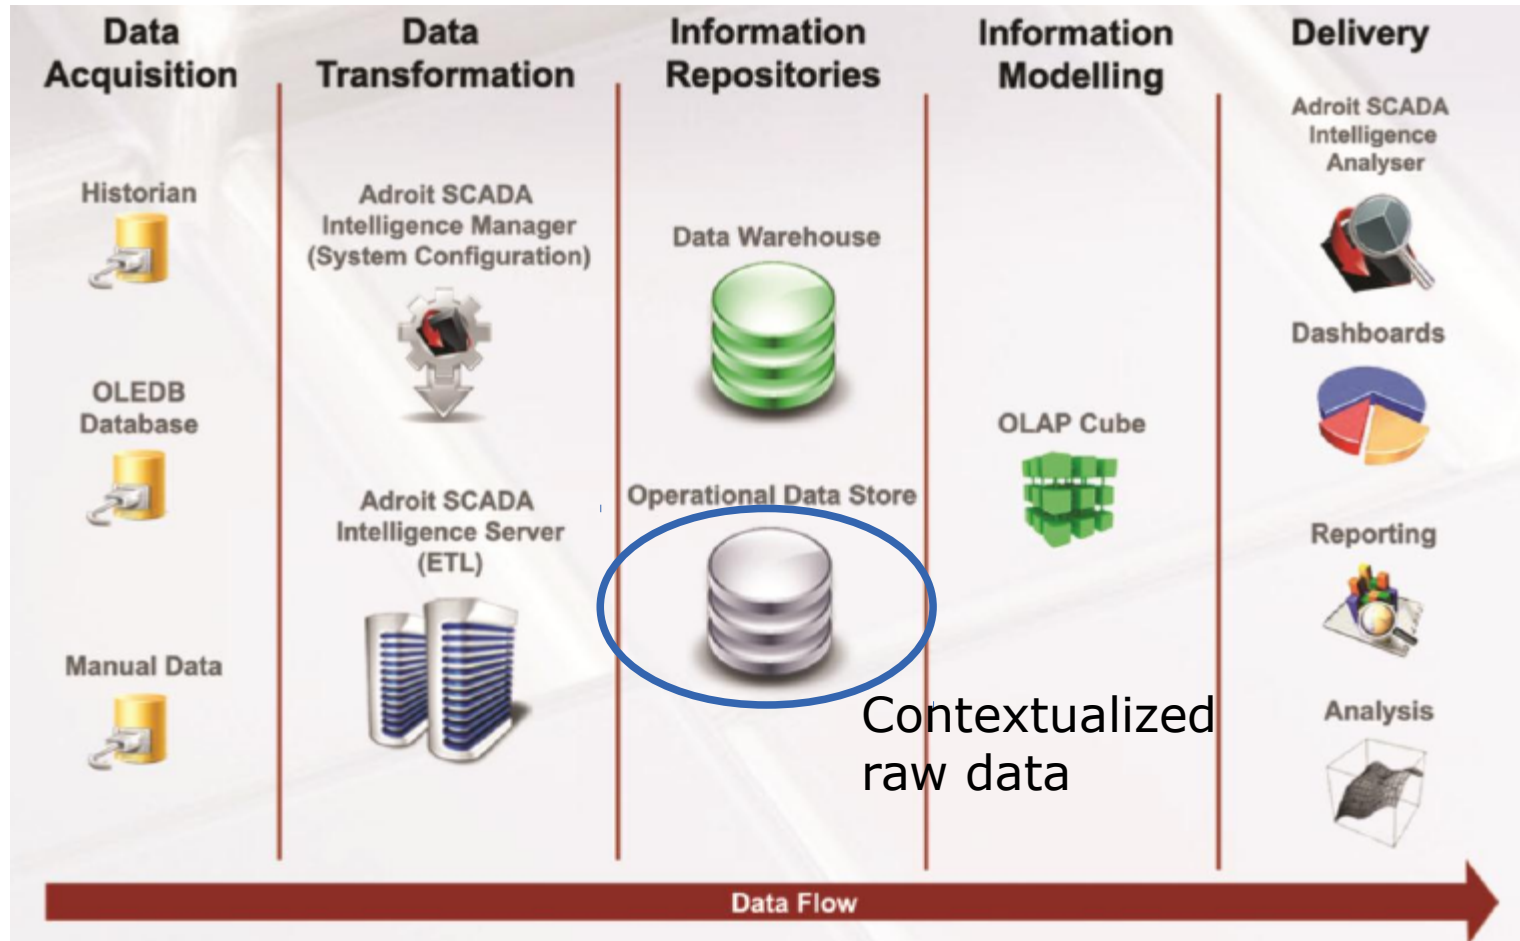 Data
Acquisition
Historian
OLEDB
Database
Manual Data
Data
Transformation
Adroit SCADA
Intelligence Manager
(System Configuration)
Adroit SCADA
Intelligence Server
(ETL)
Information
Repositories
Data Warehouse
Operational Data Store
Contextualized
raw data
Information
Modelling
OLAP Cube
Delivery
Adroit SCADA
Intelligence
Analyser
Dashboards
Reporting
Analysis
Data Flow